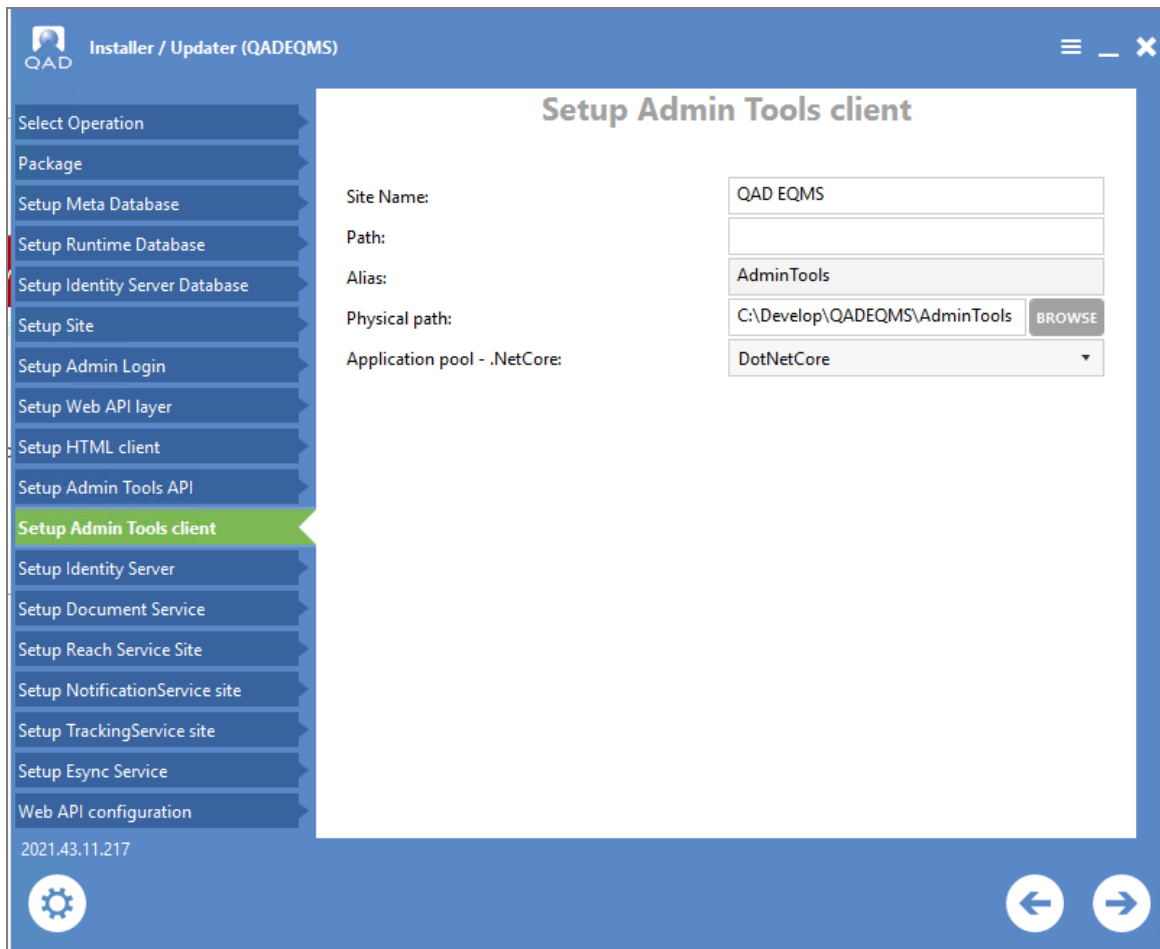 QAD
Installer / Updater (QADEQMS)
Select Operation
Package
Setup Meta Database
Setup Runtime Database
Setup Identity Server Database
Setup Site
Setup Admin Login
Setup Web API layer
Setup HTML client
Setup Admin Tools API
Setup Admin Tools client
Setup Identity Server
Setup Document Service
Setup Reach Service Site
Setup NotificationService site
Setup TrackingService site
Setup Esync Service
Web API configuration
2021.43.11.217
Setup Admin Tools client
Site Name: QAD EQMS
Path:
Alias: AdminTools
Physical path: C:\Develop\QADEQMS\AdminTools BROWSE
Application pool - .NetCore: DotNetCore